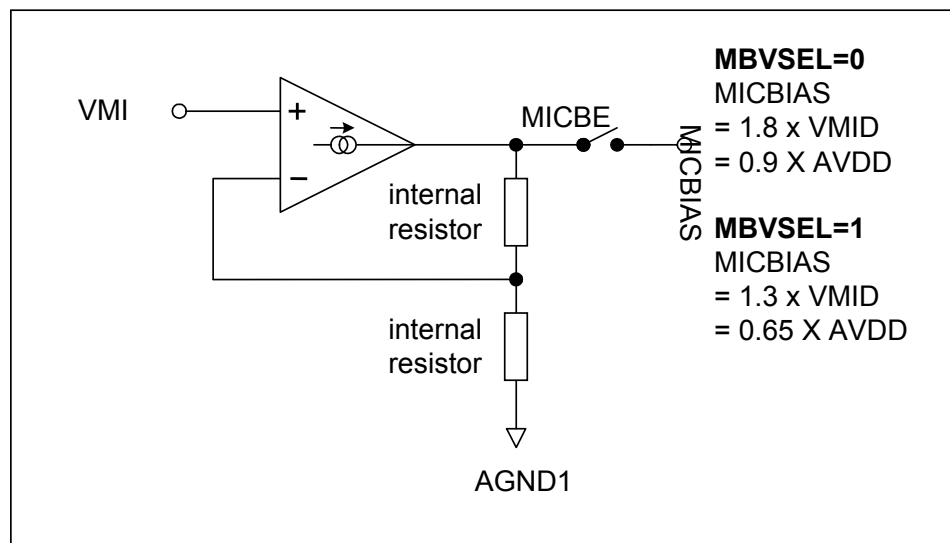 VMI
+
−
MICBE
MICBIAS
internal
resistor
internal
resistor
AGND1
MBVSEL=0
MICBIAS
= 1.8 x VMID
= 0.9 X AVDD
MBVSEL=1
MICBIAS
= 1.3 x VMID
= 0.65 X AVDD